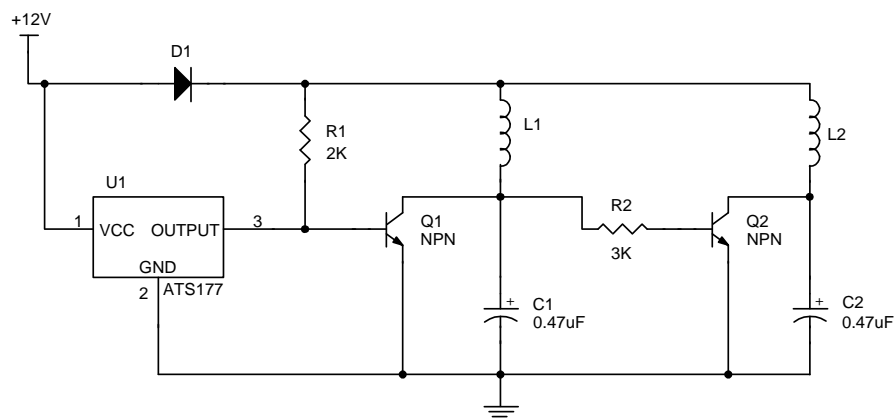 +12V
D1
R1
2K
L1
L2
U1
1
VCC
OUTPUT
3
GND
2
ATS177
Q1
NPN
R2
3K
Q2
NPN
+
C1
0.47uF
+
C2
0.47uF